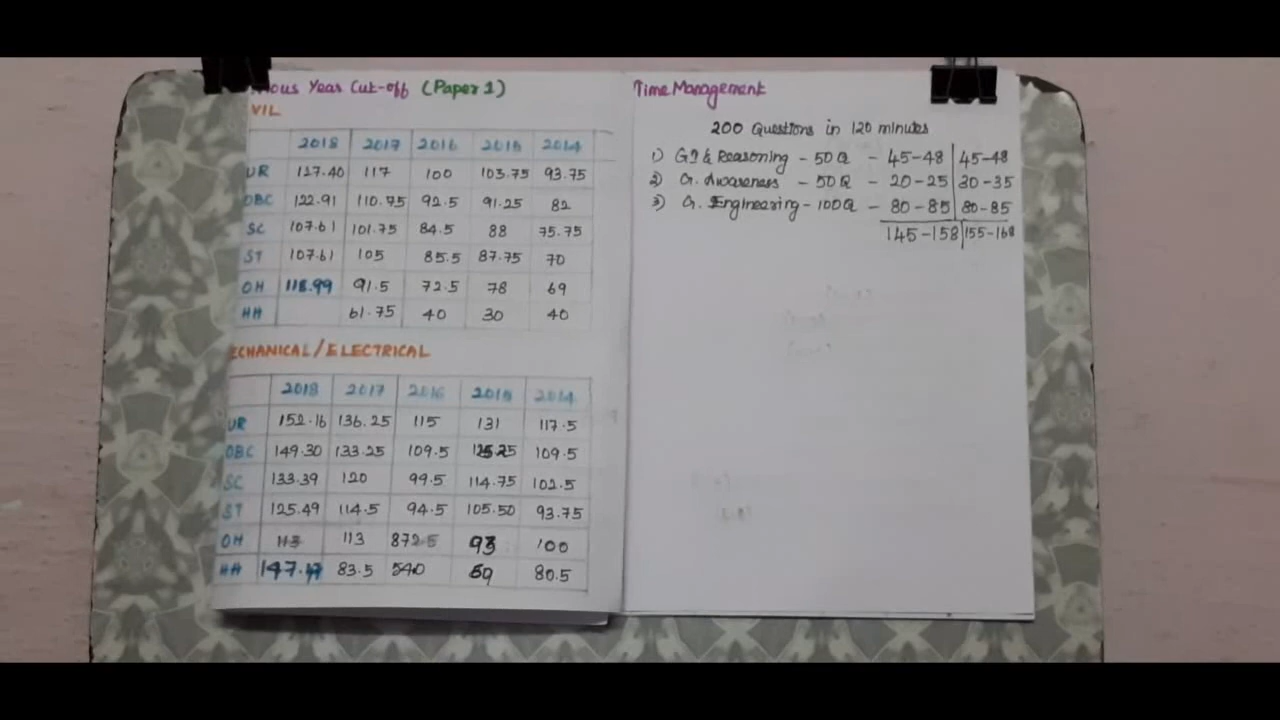 ious Year Cut-off (Paper 1)
VIL
2018 2017 2016 2015 2014
UR 127.40 117 100 103.75 93.75
OBC 122.91 110.75 92.5 91.25 82
SC 107.61 101.75 84.5 88 75.75
ST 107.61 105 85.5 87.75 70
OH 118.99 91.5 72.5 78 69
HH 61.75 40 30 40
ECHANICAL/ELECTRICAL
2018 2017 2016 2015 2014
UR 152.16 136.25 115 131 117.5
OBC 149.30 133.25 109.5 125.25 109.5
SC 133.39 120 99.5 114.75 102.5
ST 125.49 114.5 94.5 105.50 93.75
OH 113 113 93 100
HH 83.5 80.5
Time Management
200 Questions in 120 minutes
1) GI & Reasoning - 50Q - 45-48 45-48
2) G. Awareness - 50Q - 20-25 30-35
3) G. Engineering - 100Q - 80-85 80-85
145-158 155-168